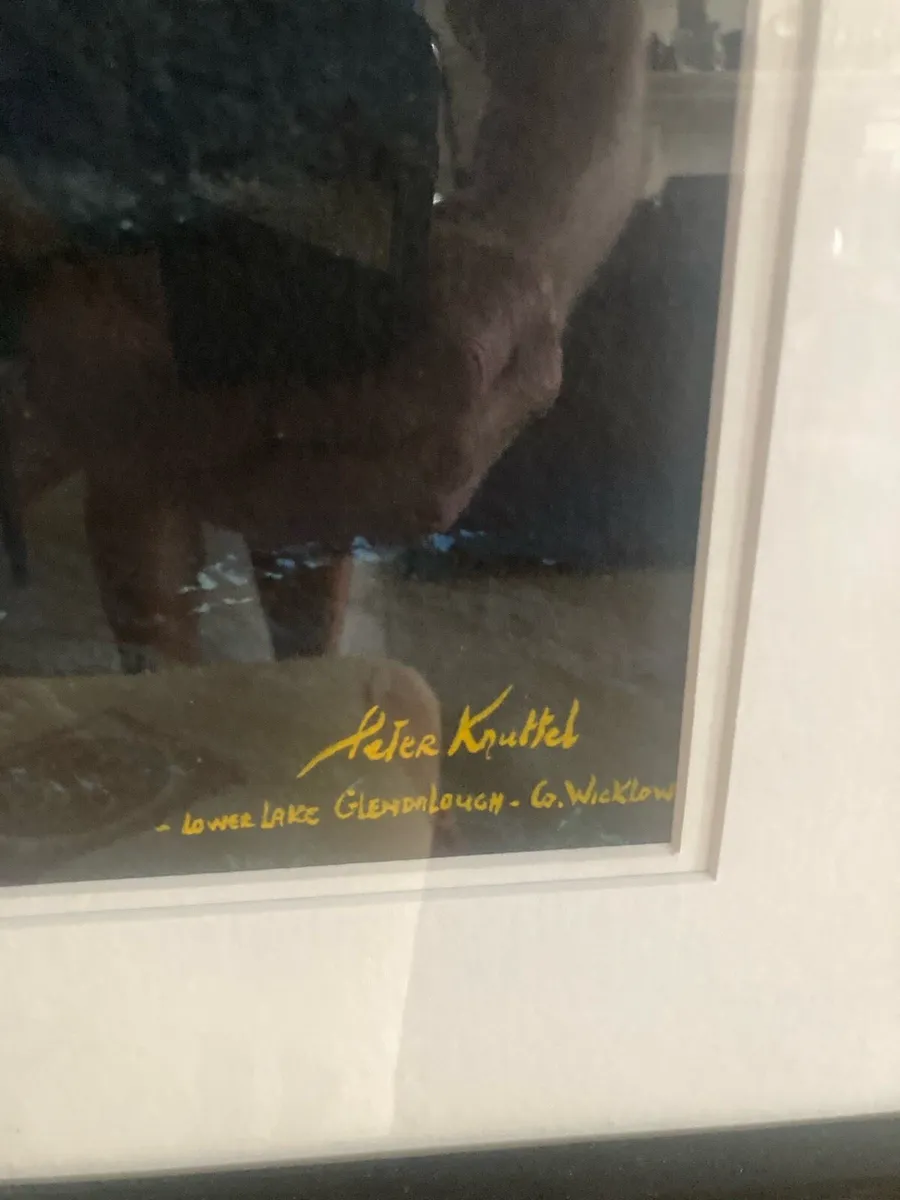 Peter Knuttel
- LOWER LAKE GLENDALOUGH - Co. WICKLOW